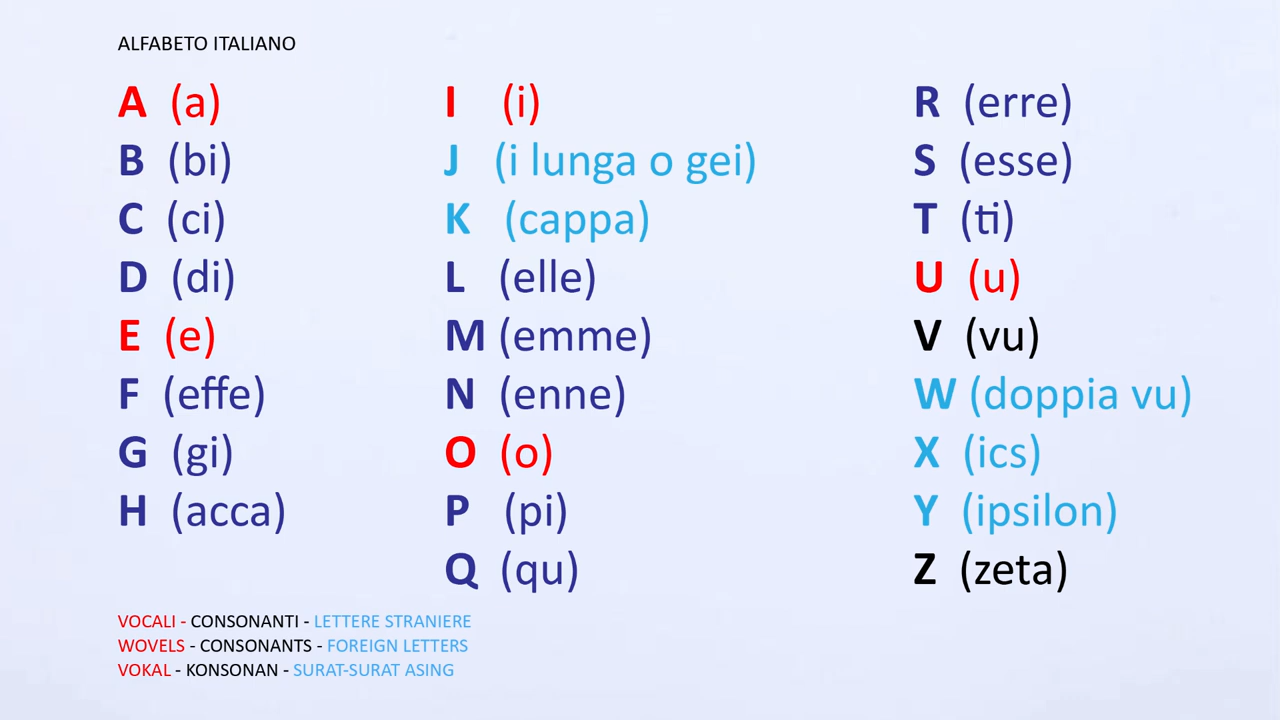 ALFABETO ITALIANO
A (a)
B (bi)
C (ci)
D (di)
E (e)
F (effe)
G (gi)
H (acca)
I (i)
J (i lunga o gei)
K (cappa)
L (elle)
M (emme)
N (enne)
O (o)
P (pi)
Q (qu)
R (erre)
S (esse)
T (ti)
U (u)
V (vu)
W (doppia vu)
X (ics)
Y (ipsilon)
Z (zeta)
VOCALI - CONSONANTI - LETTERE STRANIERE
WOVELS - CONSONANTS - FOREIGN LETTERS
VOKAL - KONSONAN - SURAT-SURAT ASING